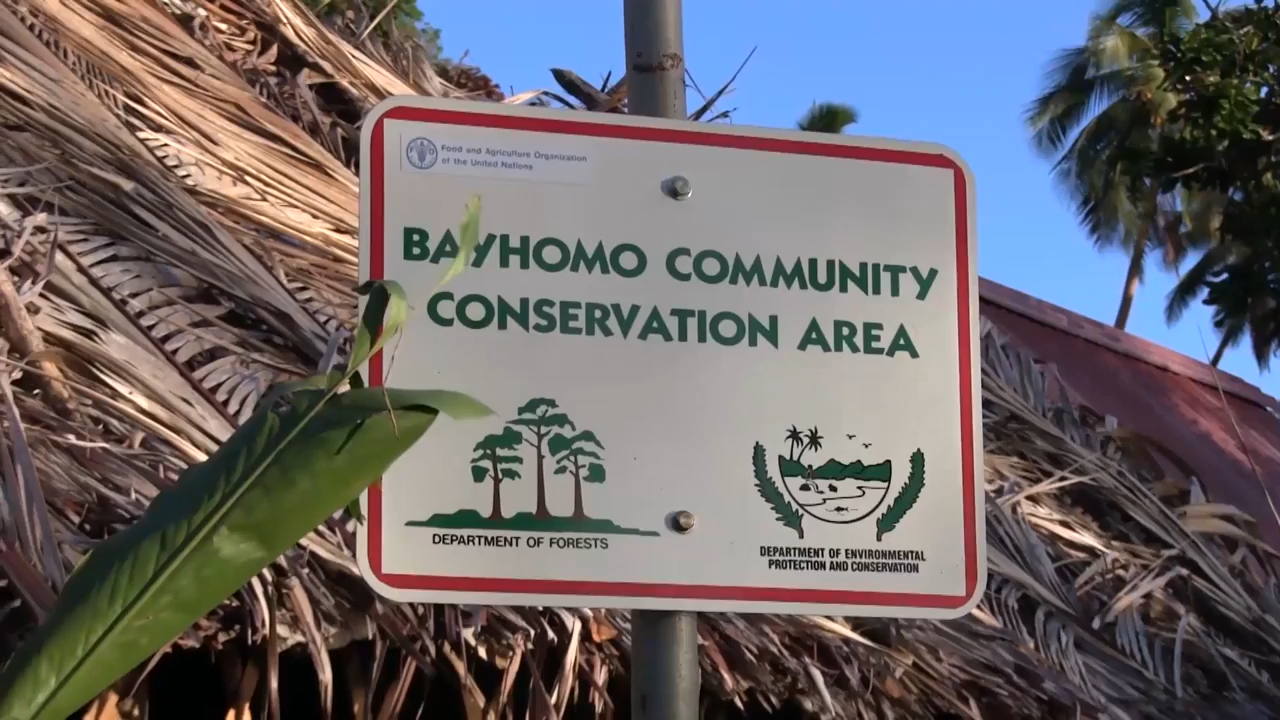 Food and Agriculture Organization
of the United Nations
BAYHOMO COMMUNITY
CONSERVATION AREA
DEPARTMENT OF FORESTS
DEPARTMENT OF ENVIRONMENTAL
PROTECTION AND CONSERVATION